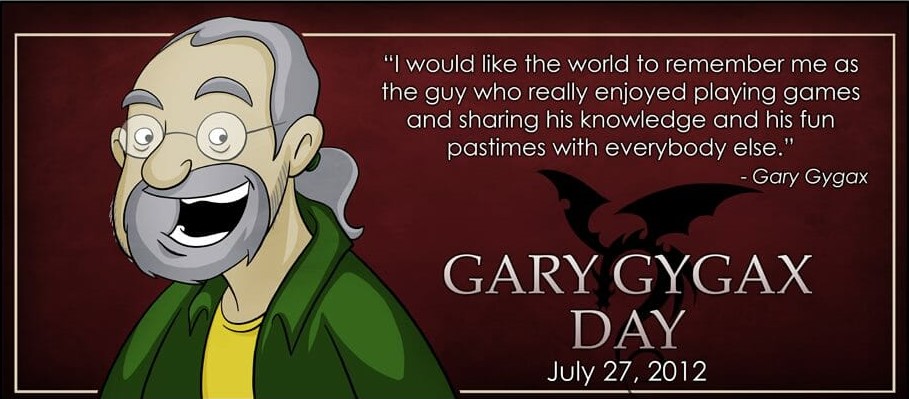 “I would like the world to remember me as
the guy who really enjoyed playing games
and sharing his knowledge and his fun
pastimes with everybody else.”
- Gary Gygax
GARY GYGAX
DAY
July 27, 2012